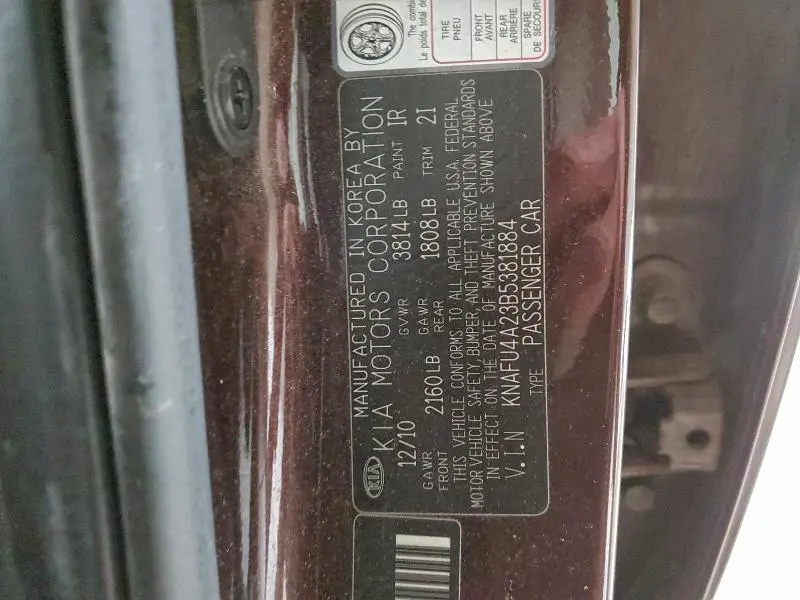 The combin
Le poids total de
TIRE
PNEU
FRONT
AVANT
REAR
ARRIÈRE
SPARE
DE SECOURS
KIA
MANUFACTURED IN KOREA BY
KIA MOTORS CORPORATION
12/10 GVWR 3814LB PAINT IR
GAWR FRONT 2160LB GAWR REAR 1808LB TRIM 2I
THIS VEHICLE CONFORMS TO ALL APPLICABLE U.S.A. FEDERAL
MOTOR VEHICLE SAFETY, BUMPER, AND THEFT PREVENTION STANDARDS
IN EFFECT ON THE DATE OF MANUFACTURE SHOWN ABOVE
V.I.N KNAFU4A23B5381884
TYPE PASSENGER CAR